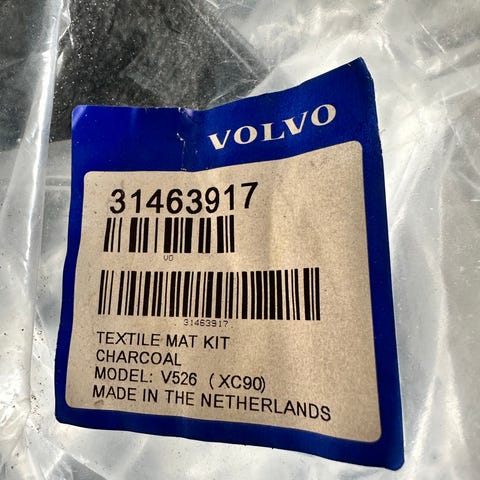 VOLVO
31463917
VO
31463917
TEXTILE MAT KIT
CHARCOAL
MODEL: V526 (XC90)
MADE IN THE NETHERLANDS